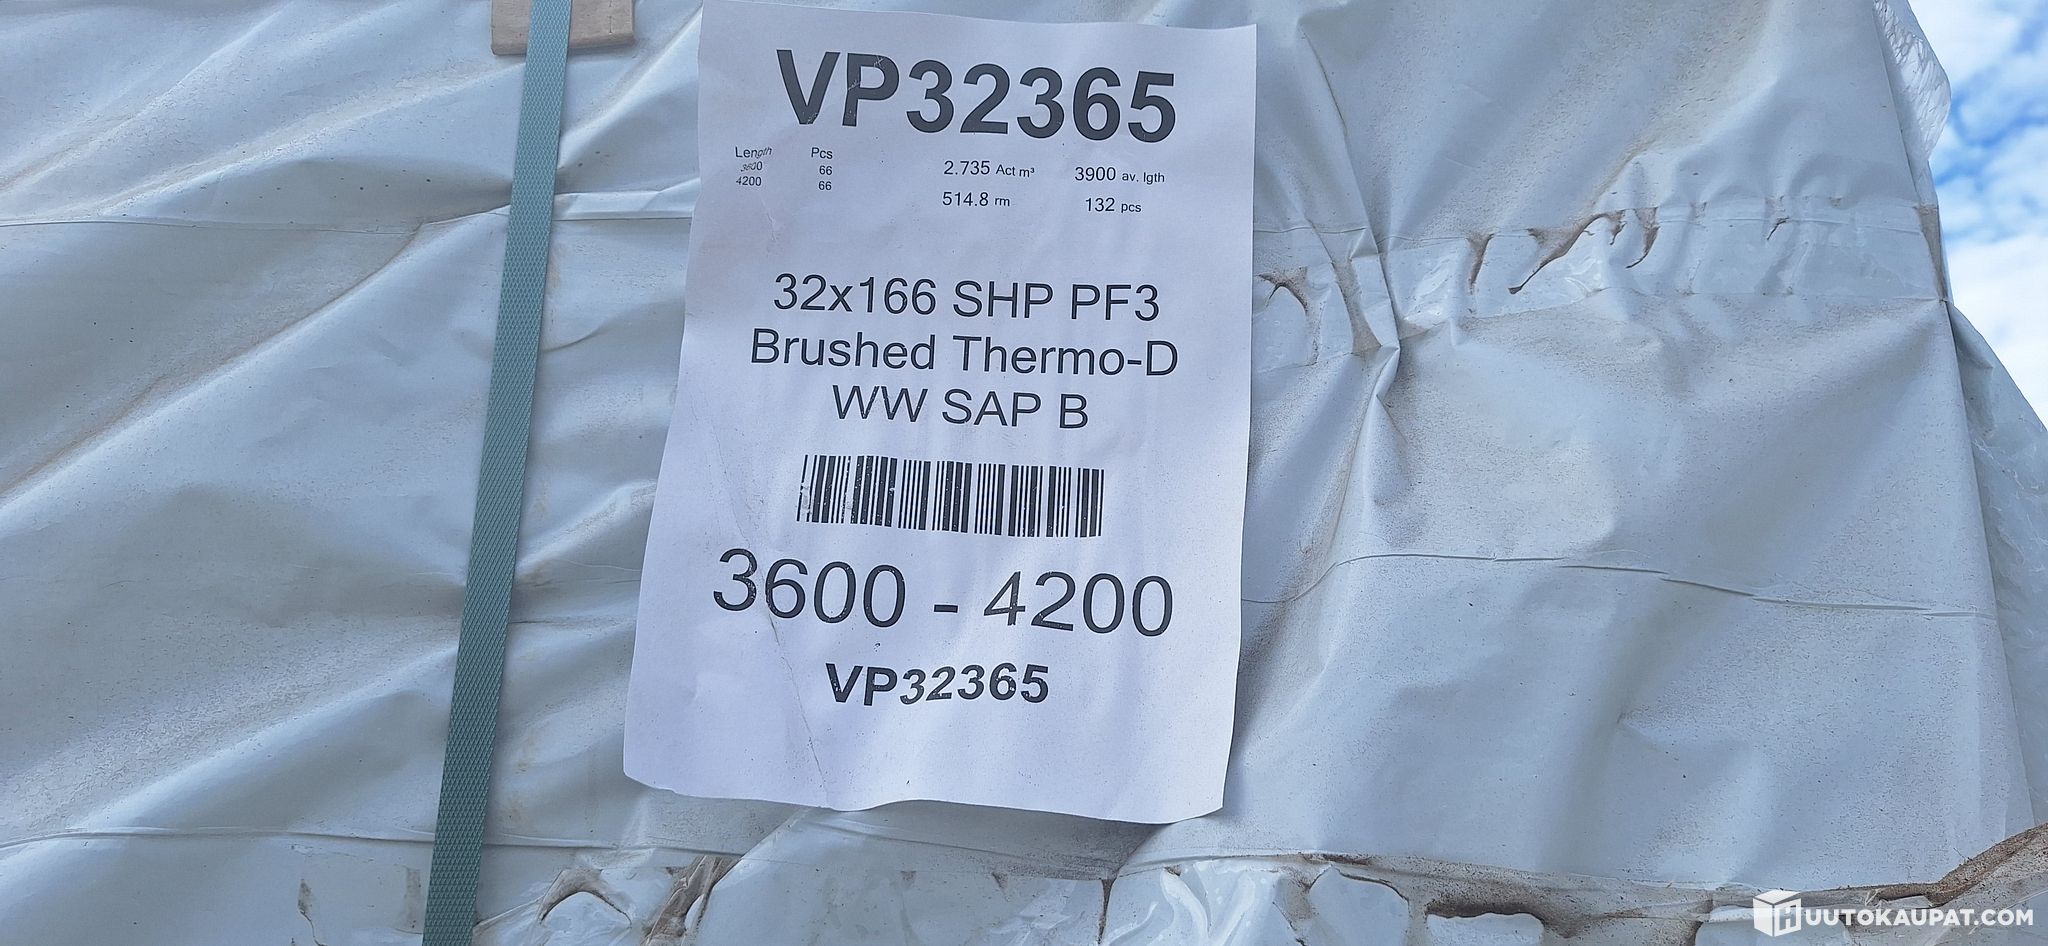 VP32365
Length Pcs
3600 66
4200 66
2.735 Act m³ 3900 av. lgth
514.8 rm 132 pcs
32x166 SHP PF3
Brushed Thermo-D
WW SAP B
3600 - 4200
VP32365
HUUTOKAUPAT.COM